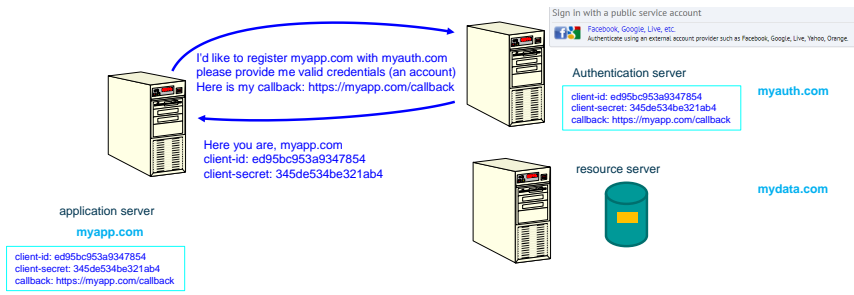 Sign in with a public service account
Facebook, Google, Live, etc.
Authenticate using an external account provider such as Facebook, Google, Live, Yahoo, Orange.
I'd like to register myapp.com with myauth.com
please provide me valid credentials (an account)
Here is my callback: https://myapp.com/callback
Authentication server
myauth.com
client-id: ed95bc953a9347854
client-secret: 345de534be321ab4
callback: https://myapp.com/callback
Here you are, myapp.com
client-id: ed95bc953a9347854
client-secret: 345de534be321ab4
resource server
mydata.com
application server
myapp.com
client-id: ed95bc953a9347854
client-secret: 345de534be321ab4
callback: https://myapp.com/callback